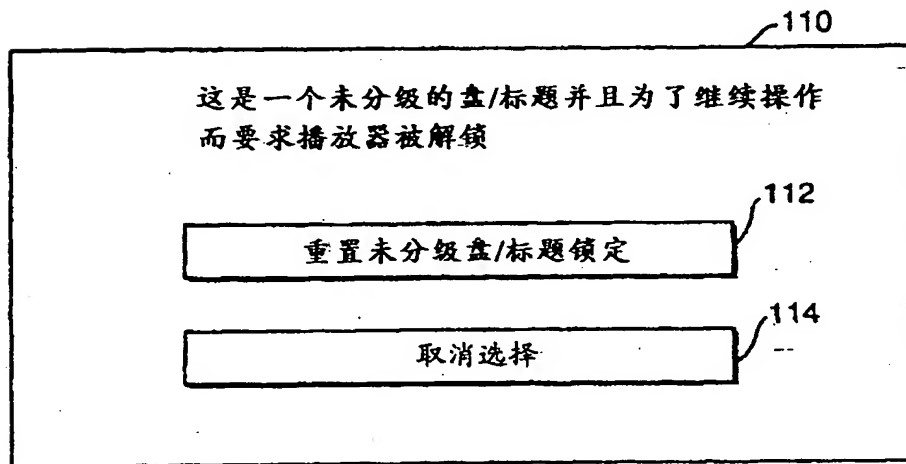 110
这是一个未分级的盘/标题并且为了继续操作
而要求播放器被解锁
112
重置未分级盘/标题锁定
114
取消选择